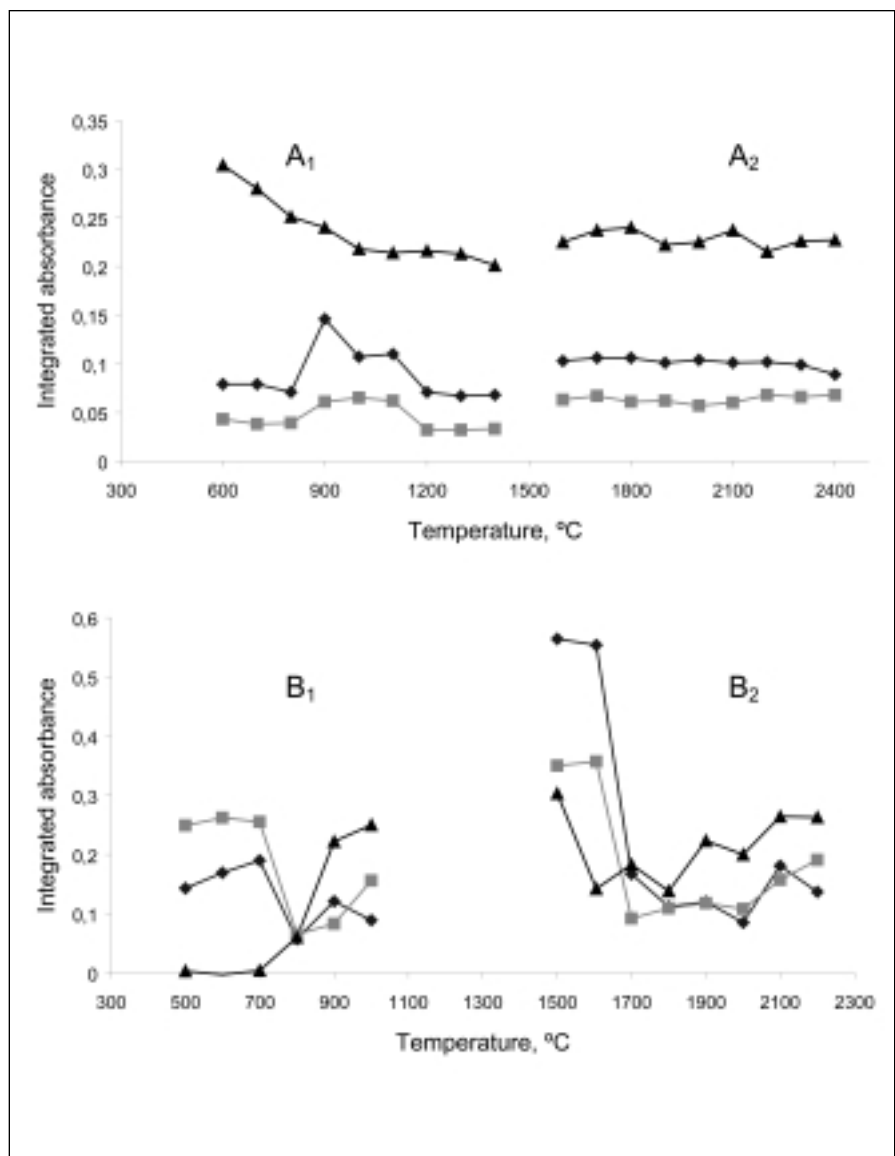 0,35
0,3
0,25
0,2
0,15
0,1
0,05
0
Integrated absorbance
A₁
A₂
300 600 900 1200 1500 1800 2100 2400
Temperature, ºC
0,6
0,5
0,4
0,3
0,2
0,1
0
Integrated absorbance
B₁
B₂
300 500 700 900 1100 1300 1500 1700 1900 2100 2300
Temperature, ºC